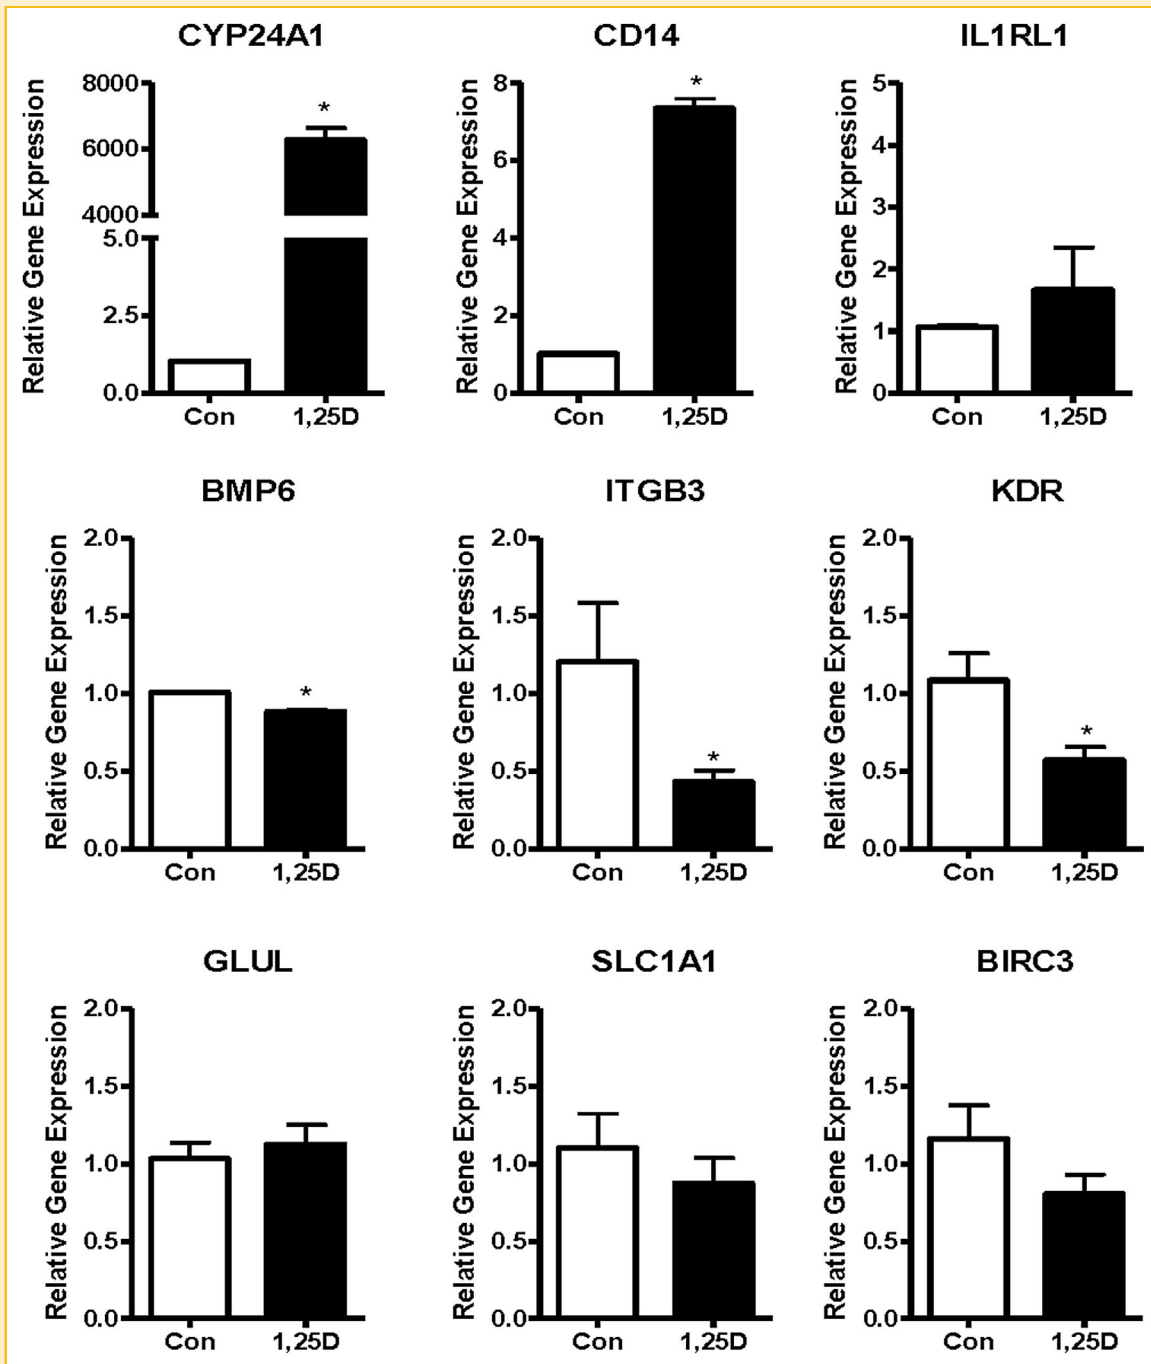 CYP24A1
Relative Gene Expression
8000
6000
4000
5.0
2.5
0.0
*
Con
1,25D
CD14
Relative Gene Expression
8
6
4
2
0
*
Con
1,25D
IL1RL1
Relative Gene Expression
5
4
3
2
1
0
Con
1,25D
BMP6
Relative Gene Expression
2.0
1.5
1.0
0.5
0.0
*
Con
1,25D
ITGB3
Relative Gene Expression
2.0
1.5
1.0
0.5
0.0
*
Con
1,25D
KDR
Relative Gene Expression
2.0
1.5
1.0
0.5
0.0
*
Con
1,25D
GLUL
Relative Gene Expression
2.0
1.5
1.0
0.5
0.0
Con
1,25D
SLC1A1
Relative Gene Expression
2.0
1.5
1.0
0.5
0.0
Con
1,25D
BIRC3
Relative Gene Expression
2.0
1.5
1.0
0.5
0.0
Con
1,25D